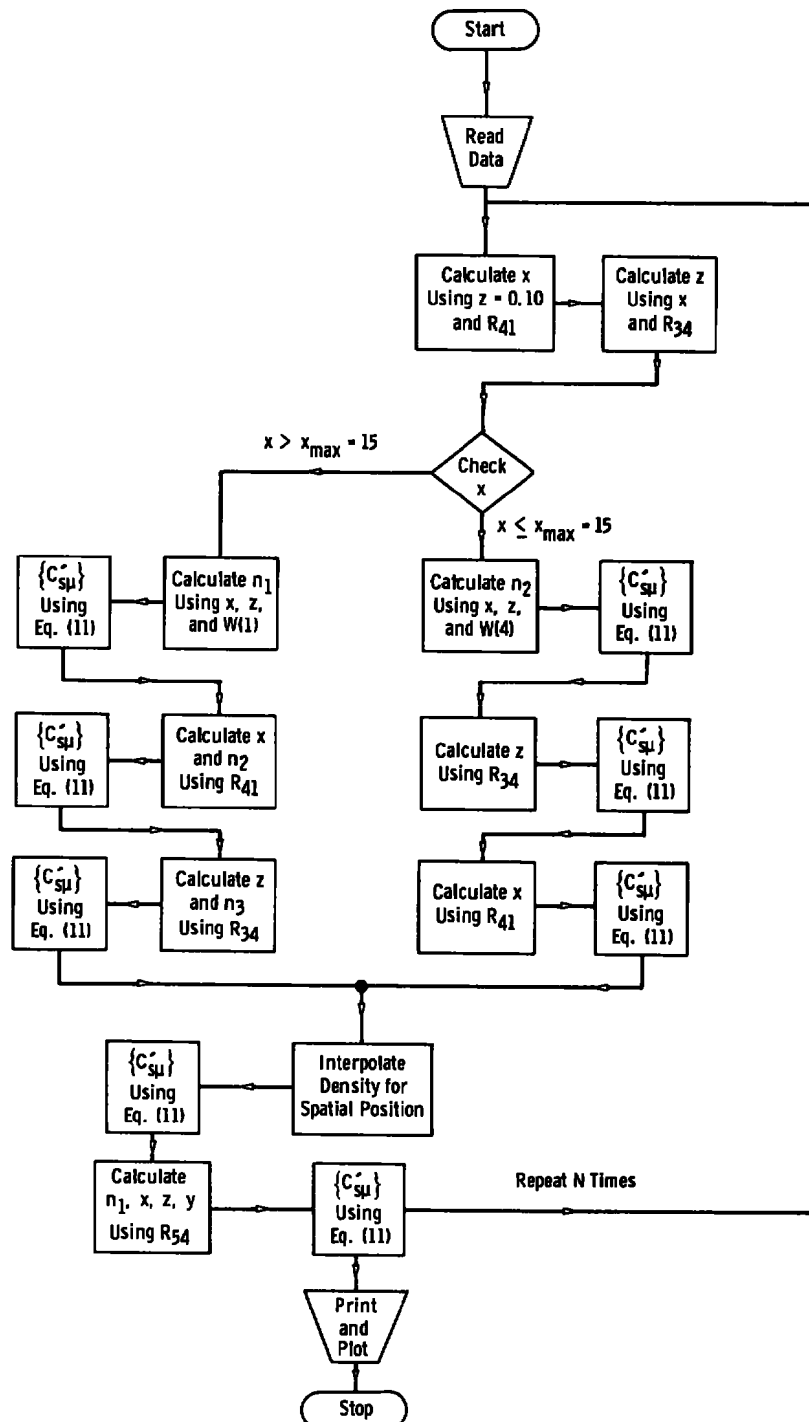 Start
Read
Data
Calculate x
Using z = 0.10
and R41
Calculate z
Using x
and R34
Check
x
x > xmax = 15
x ≤ xmax = 15
{C′sμ}
Using
Eq. (11)
Calculate n1
Using x, z,
and W(1)
Calculate n2
Using x, z,
and W(4)
{C′sμ}
Using
Eq. (11)
{C′sμ}
Using
Eq. (11)
Calculate x
and n2
Using R41
Calculate z
Using R34
{C′sμ}
Using
Eq. (11)
{C′sμ}
Using
Eq. (11)
Calculate z
and n3
Using R34
Calculate x
Using R41
{C′sμ}
Using
Eq. (11)
Interpolate
Density for
Spatial Position
{C′sμ}
Using
Eq. (11)
Calculate
n1, x, z, y
Using R54
{C′sμ}
Using
Eq. (11)
Repeat N Times
Print
and
Plot
Stop